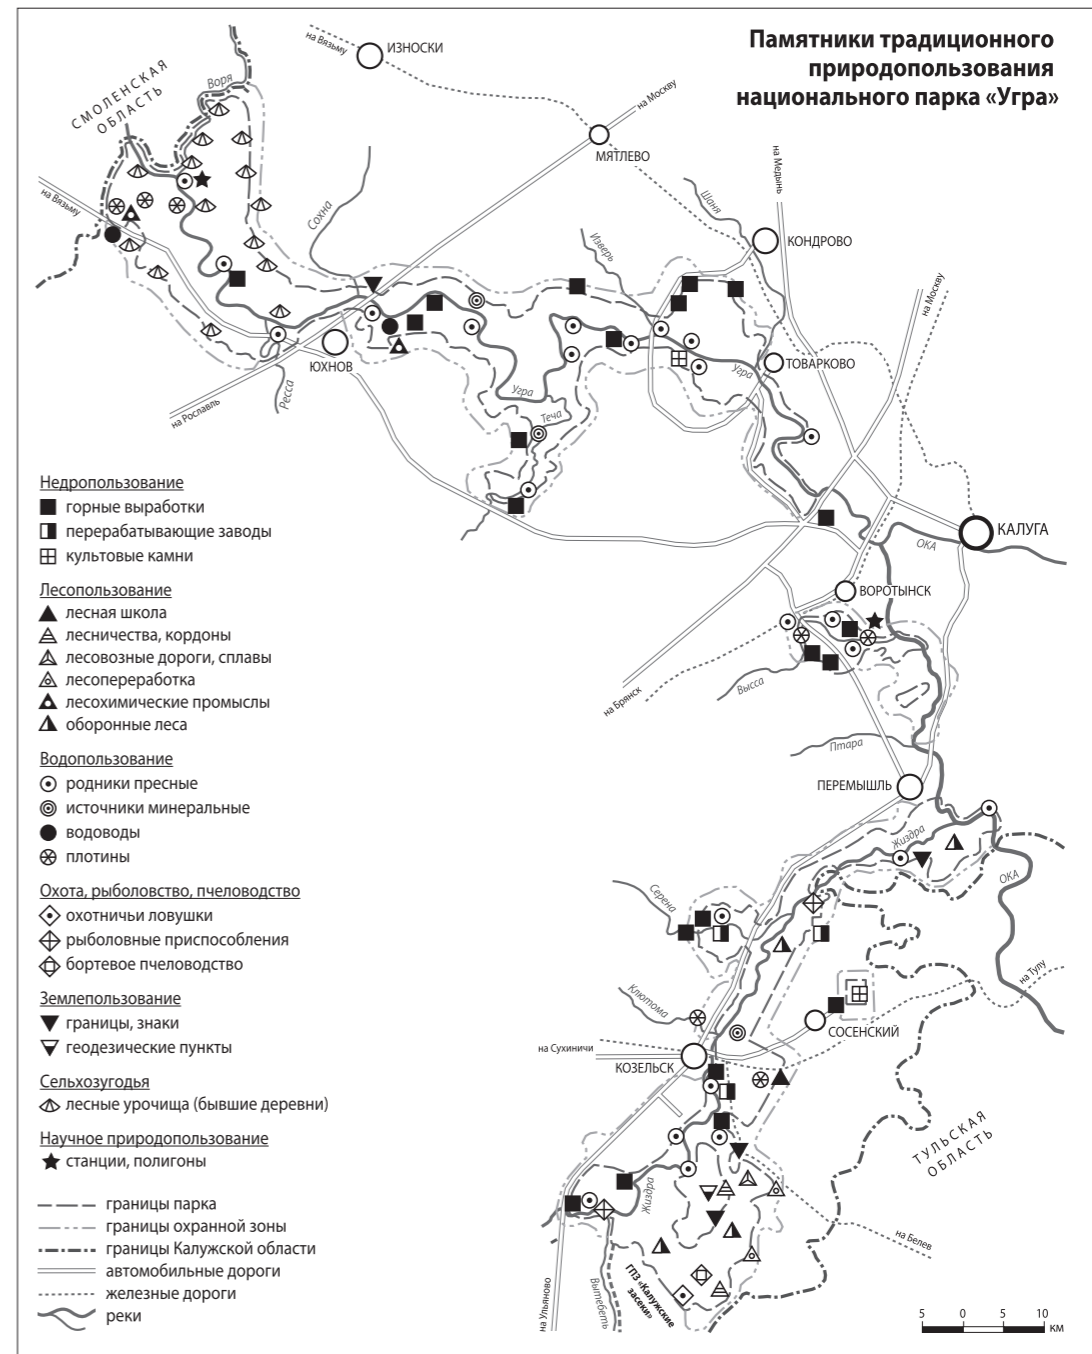 Памятники традиционного
природопользования
национального парка «Угра»
на Вязьму
ИЗНОСКИ
СМОЛЕНСКАЯ
ОБЛАСТЬ
Воря
на Москву
МЯТЛЕВО
на Медынь
Шаня
на Вязьму
Сохна
Изверь
КОНДРОВО
на Москву
ЮХНОВ
ТОВАРКОВО
Угра
Угра
Ресса
на Рославль
Теча
Недропользование
горные выработки
перерабатывающие заводы
культовые камни
Лесопользование
лесная школа
лесничества, кордоны
лесовозные дороги, сплавы
лесопереработка
лесохимические промыслы
оборонные леса
Водопользование
родники пресные
источники минеральные
водоводы
плотины
Охота, рыболовство, пчеловодство
охотничьи ловушки
рыболовные приспособления
бортевое пчеловодство
Землепользование
границы, знаки
геодезические пункты
Сельхозугодья
лесные урочища (бывшие деревни)
Научное природопользование
станции, полигоны
границы парка
границы охранной зоны
границы Калужской области
автомобильные дороги
железные дороги
реки
КАЛУГА
ОКА
ВОРОТЫНСК
Высса
на Брянск
Птара
ПЕРЕМЫШЛЬ
Жиздра
ОКА
Серена
на Тулу
Клютома
СОСЕНСКИЙ
на Сухиничи
КОЗЕЛЬСК
ТУЛЬСКАЯ
ОБЛАСТЬ
Жиздра
на Белев
ГПЗ «Калужские
засеки»
Вытебеть
на Ульяново
5 0 5 10
км